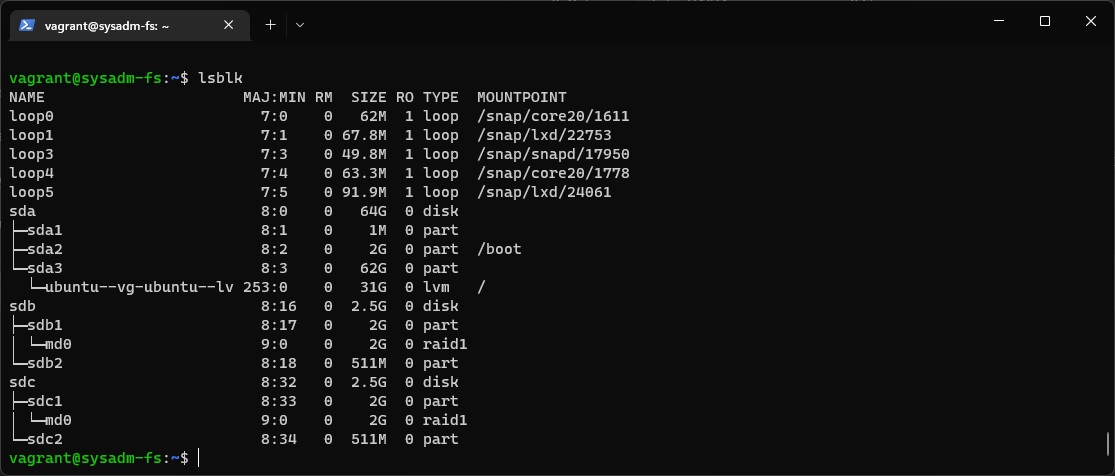 vagrant@sysadm-fs: ~
vagrant@sysadm-fs:~$ lsblk
NAME                      MAJ:MIN RM   SIZE RO TYPE  MOUNTPOINT
loop0                       7:0    0    62M  1 loop  /snap/core20/1611
loop1                       7:1    0  67.8M  1 loop  /snap/lxd/22753
loop3                       7:3    0  49.8M  1 loop  /snap/snapd/17950
loop4                       7:4    0  63.3M  1 loop  /snap/core20/1778
loop5                       7:5    0  91.9M  1 loop  /snap/lxd/24061
sda                         8:0    0    64G  0 disk
├─sda1                      8:1    0     1M  0 part
├─sda2                      8:2    0     2G  0 part  /boot
└─sda3                      8:3    0    62G  0 part
  └─ubuntu--vg-ubuntu--lv 253:0    0    31G  0 lvm   /
sdb                         8:16   0   2.5G  0 disk
├─sdb1                      8:17   0     2G  0 part
│ └─md0                     9:0    0     2G  0 raid1
└─sdb2                      8:18   0   511M  0 part
sdc                         8:32   0   2.5G  0 disk
├─sdc1                      8:33   0     2G  0 part
│ └─md0                     9:0    0     2G  0 raid1
└─sdc2                      8:34   0   511M  0 part
vagrant@sysadm-fs:~$